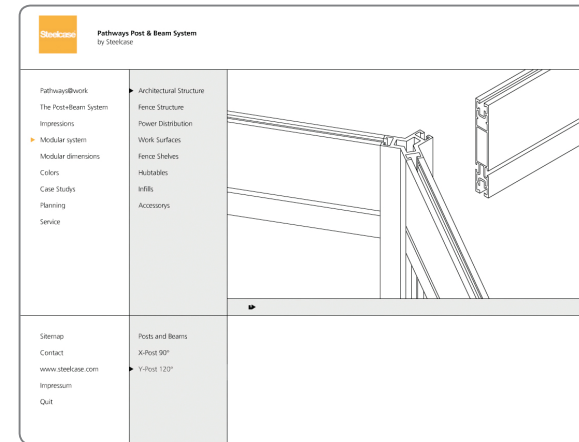 Steelcase
Pathways Post & Beam System
by Steelcase
Pathways@work
The Post+Beam System
Impressions
Modular system
Modular dimensions
Colors
Case Studys
Planning
Service
Architectural Structure
Fence Structure
Power Distribution
Work Surfaces
Fence Shelves
Hubtables
Infills
Accessorys
Sitemap
Contact
www.steelcase.com
Impressum
Quit
Posts and Beams
X-Post 90°
Y-Post 120°